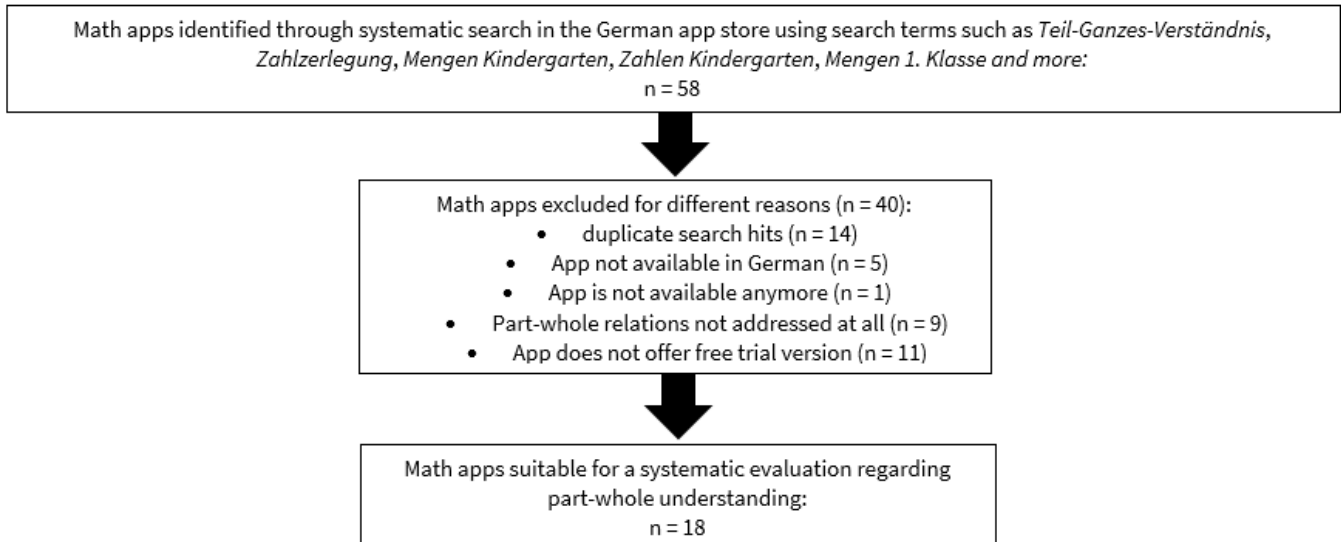 Math apps identified through systematic search in the German app store using search terms such as Teil-Ganzes-Verständnis,
Zahlzerlegung, Mengen Kindergarten, Zahlen Kindergarten, Mengen 1. Klasse and more:
n = 58
Math apps excluded for different reasons (n = 40):
• duplicate search hits (n = 14)
• App not available in German (n = 5)
• App is not available anymore (n = 1)
• Part-whole relations not addressed at all (n = 9)
• App does not offer free trial version (n = 11)
Math apps suitable for a systematic evaluation regarding
part-whole understanding:
n = 18